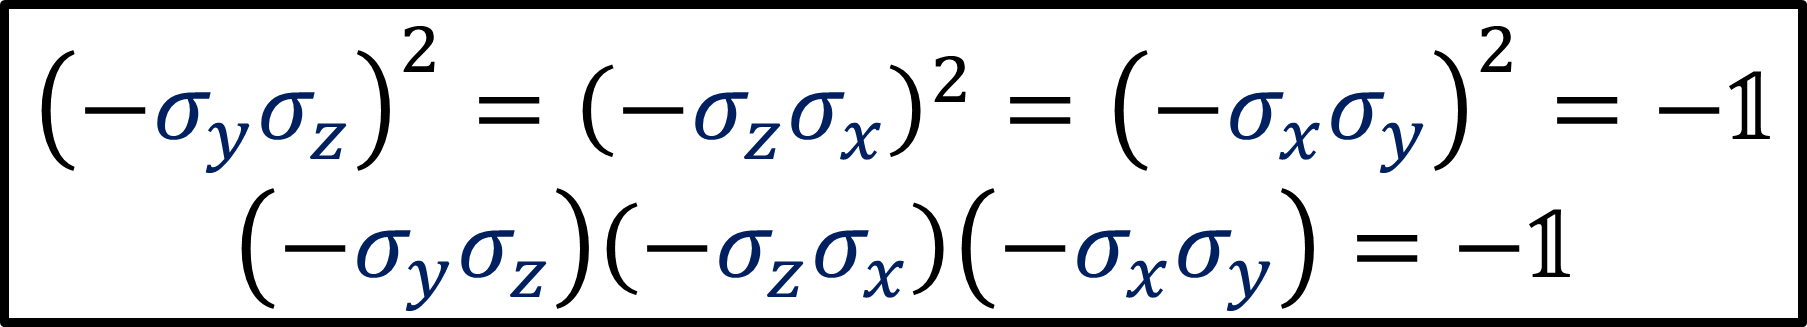 (−σ_yσ_z)² = (−σ_zσ_x)² = (−σ_xσ_y)² = −𝟙
(−σ_yσ_z)(−σ_zσ_x)(−σ_xσ_y) = −𝟙